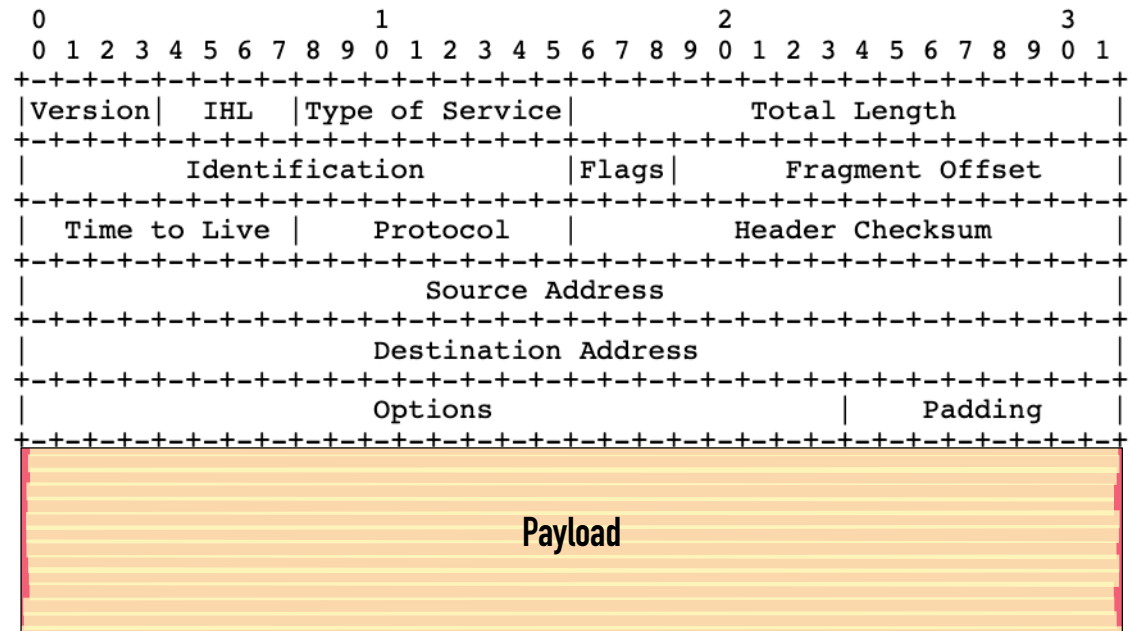 0                   1                   2                   3
0 1 2 3 4 5 6 7 8 9 0 1 2 3 4 5 6 7 8 9 0 1 2 3 4 5 6 7 8 9 0 1
+-+-+-+-+-+-+-+-+-+-+-+-+-+-+-+-+-+-+-+-+-+-+-+-+-+-+-+-+-+-+-+-+
|Version|  IHL  |Type of Service|          Total Length         |
+-+-+-+-+-+-+-+-+-+-+-+-+-+-+-+-+-+-+-+-+-+-+-+-+-+-+-+-+-+-+-+-+
|         Identification        |Flags|      Fragment Offset    |
+-+-+-+-+-+-+-+-+-+-+-+-+-+-+-+-+-+-+-+-+-+-+-+-+-+-+-+-+-+-+-+-+
|  Time to Live |    Protocol   |         Header Checksum       |
+-+-+-+-+-+-+-+-+-+-+-+-+-+-+-+-+-+-+-+-+-+-+-+-+-+-+-+-+-+-+-+-+
|                       Source Address                          |
+-+-+-+-+-+-+-+-+-+-+-+-+-+-+-+-+-+-+-+-+-+-+-+-+-+-+-+-+-+-+-+-+
|                    Destination Address                        |
+-+-+-+-+-+-+-+-+-+-+-+-+-+-+-+-+-+-+-+-+-+-+-+-+-+-+-+-+-+-+-+-+
|                    Options                    |    Padding    |
+-+-+-+-+-+-+-+-+-+-+-+-+-+-+-+-+-+-+-+-+-+-+-+-+-+-+-+-+-+-+-+-+
Payload